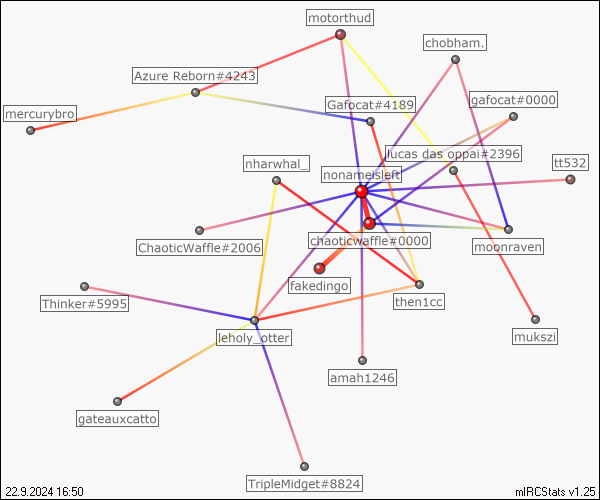 motorthud
chobham.
Azure Reborn#4243
gafocat#0000
Gafocat#4189
mercurybro
lucas das oppai#2396
nharwhal_
tt532
nonameisleft
chaoticwaffle#0000
ChaoticWaffle#2006
moonraven
fakedingo
then1cc
Thinker#5995
leholy_otter
mukszi
amah1246
gateauxcatto
TripleMidget#8824
22.9.2024 16:50
mIRCStats v1.25